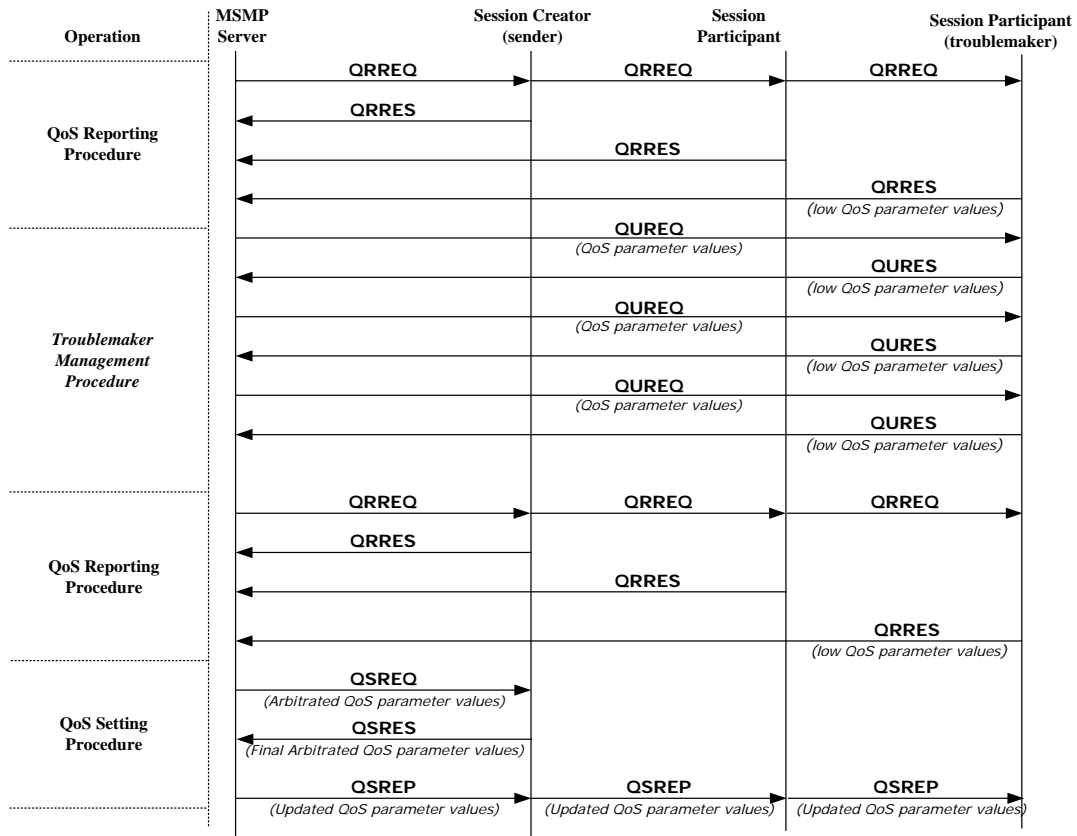 Operation
MSMP
Server
Session Creator
(sender)
Session
Participant
Session Participant
(troublemaker)
QoS Reporting
Procedure
QRREQ
QRREQ
QRREQ
QRRES
QRRES
QRRES
(low QoS parameter values)
Troublemaker
Management
Procedure
QUREQ
(QoS parameter values)
QURES
(low QoS parameter values)
QUREQ
(QoS parameter values)
QURES
(low QoS parameter values)
QUREQ
(QoS parameter values)
QURES
(low QoS parameter values)
QoS Reporting
Procedure
QRREQ
QRREQ
QRREQ
QRRES
QRRES
QRRES
(low QoS parameter values)
QoS Setting
Procedure
QSREQ
(Arbitrated QoS parameter values)
QSRES
(Final Arbitrated QoS parameter values)
QSREP
QSREP
QSREP
(Updated QoS parameter values)
(Updated QoS parameter values)
(Updated QoS parameter values)